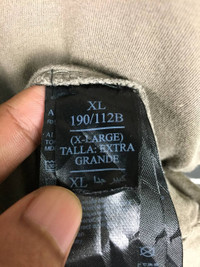 XL
190/112B
(X-LARGE)
TALLA: EXTRA
GRANDE
XL